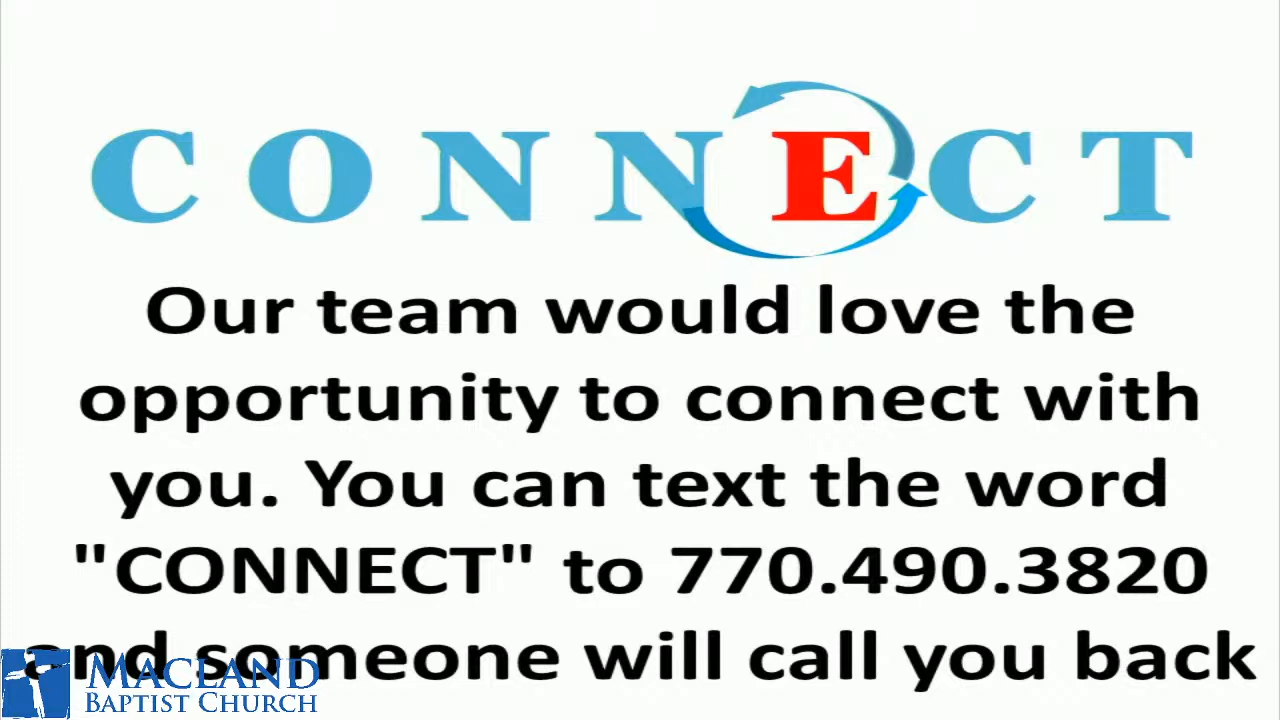 CONNECT
Our team would love the
opportunity to connect with
you. You can text the word
"CONNECT" to 770.490.3820
and someone will call you back
MACLAND
BAPTIST CHURCH